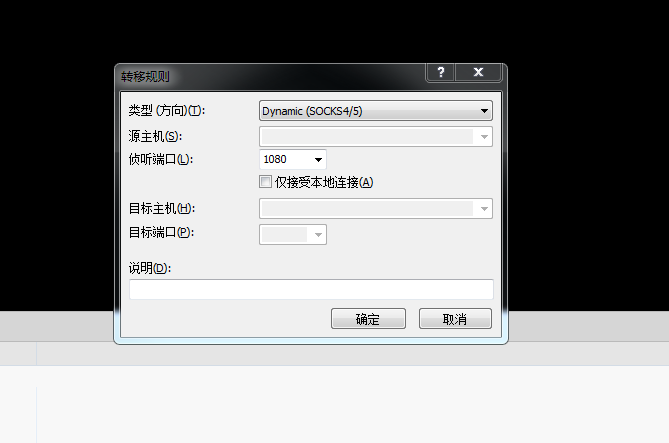 转移规则
类型 (方向)(T):
Dynamic (SOCKS4/5)
源主机(S):
侦听端口(L):
1080
仅接受本地连接(A)
目标主机(H):
目标端口(P):
说明(D):
确定
取消